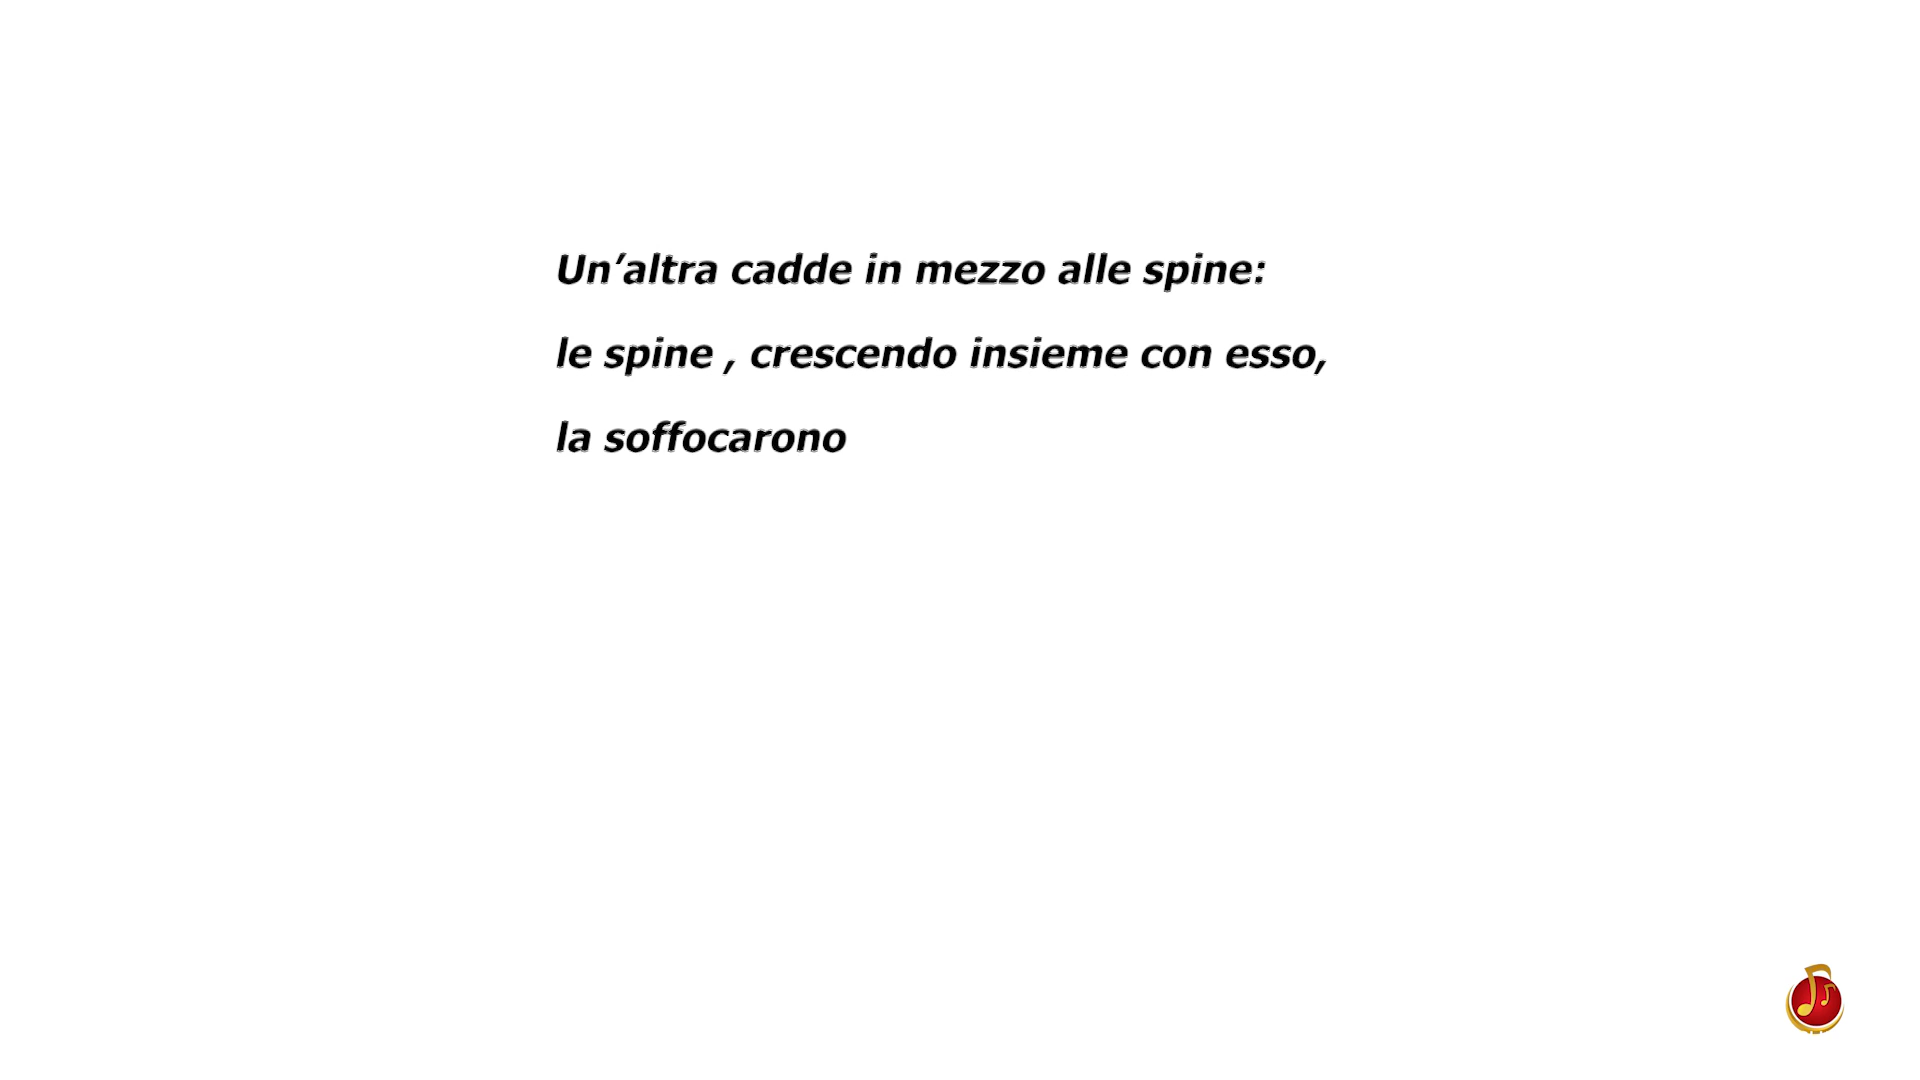 Un’altra cadde in mezzo alle spine:
le spine , crescendo insieme con esso,
la soffocarono